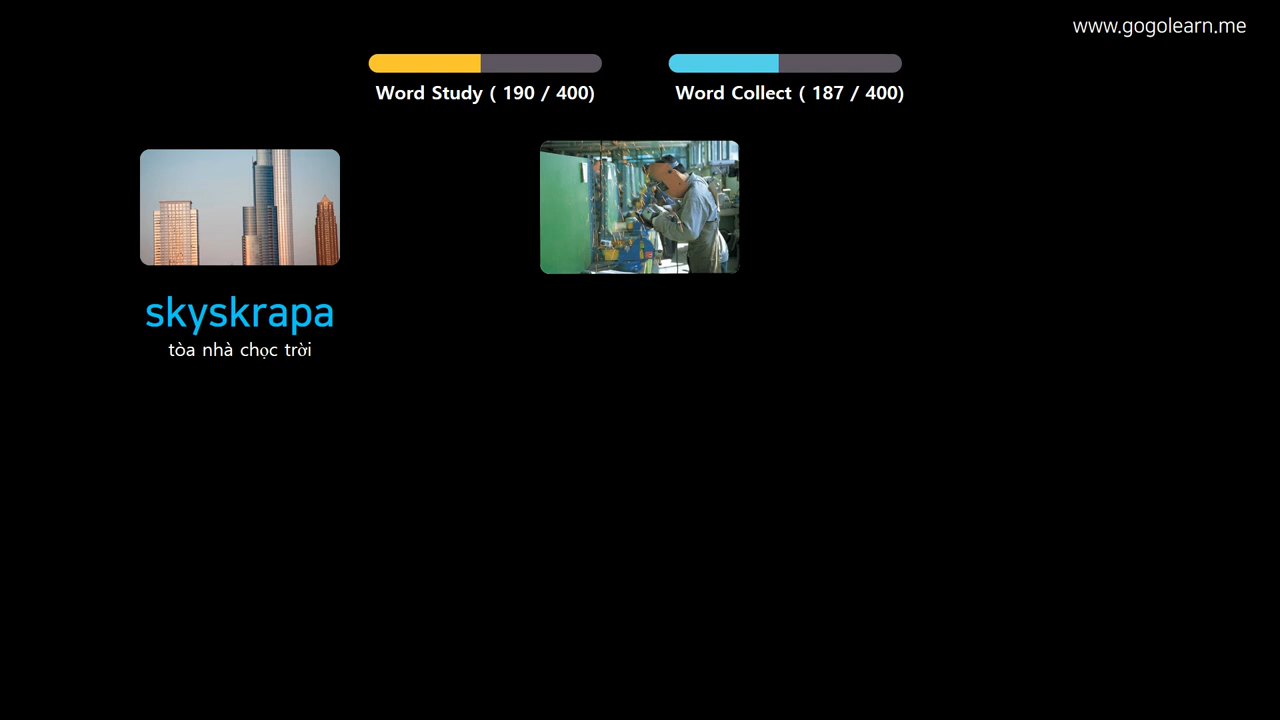 www.gogolearn.me
Word Study ( 190 / 400)
Word Collect ( 187 / 400)
skyskrapa
tòa nhà chọc trời